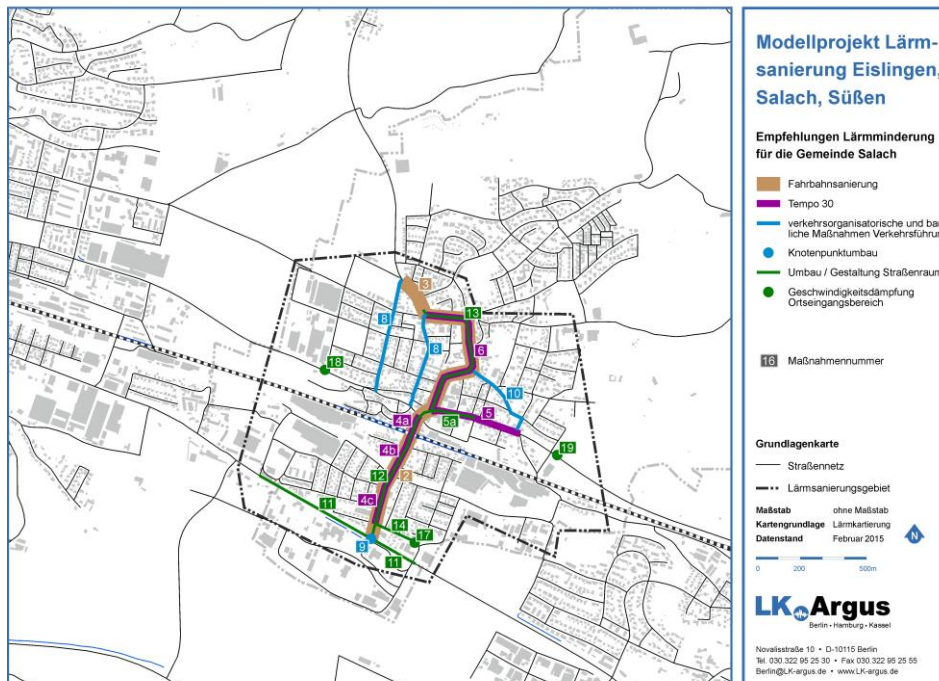 Modellprojekt Lärm-
sanierung Eislingen,
Salach, Süßen
Empfehlungen Lärmminderung
für die Gemeinde Salach
Fahrbahnsanierung
Tempo 30
verkehrsorganisatorische und bau
liche Maßnahmen Verkehrsführun
Knotenpunktumbau
Umbau / Gestaltung Straßenraum
Geschwindigkeitsdämpfung
Ortseingangsbereich
16 Maßnahmennummer
Grundlagenkarte
Straßennetz
Lärmsanierungsgebiet
Maßstab ohne Maßstab
Kartengrundlage Lärmkartierung
Datenstand Februar 2015
N
0 200 500m
LK Argus
Berlin • Hamburg • Kassel
Novalisstraße 10 • D-10115 Berlin
Tel. 030.322 95 25 30 • Fax 030.322 95 25 55
Berlin@LK-argus.de • www.LK-argus.de
3
13
8
8
6
18
10
4a
5
5a
4b
19
12
2
4c
11
14
17
9
11